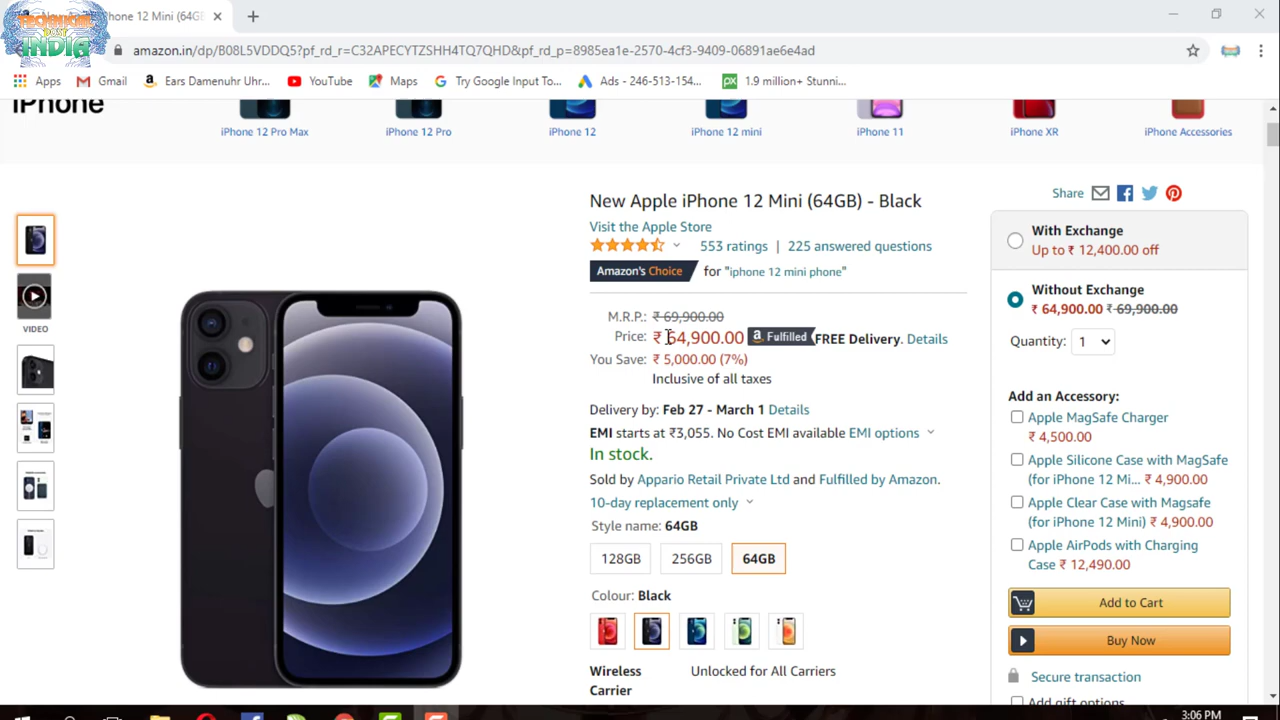 TECHNICAL
POST
INDIA
iPhone 12 Mini (64G
amazon.in/dp/B08L5VDDQ5?pf_rd_r=C32APECYTZSHH4TQ7QHD&pf_rd_p=8985ea1e-2570-4cf3-9409-06891ae6e4ad
Apps Gmail Ears Damenuhr Uhr... YouTube Maps Try Google Input To... Ads - 246-513-154... 1.9 million+ Stunni...
iPhone
iPhone 12 Pro Max iPhone 12 Pro iPhone 12 iPhone 12 mini iPhone 11 iPhone XR iPhone Accessories
VIDEO
New Apple iPhone 12 Mini (64GB) - Black
Visit the Apple Store
553 ratings | 225 answered questions
Amazon's Choice for "iphone 12 mini phone"
M.R.P.: ₹ 69,900.00
Price: ₹ 64,900.00 a Fulfilled FREE Delivery. Details
You Save: ₹ 5,000.00 (7%)
Inclusive of all taxes
Delivery by: Feb 27 - March 1 Details
EMI starts at ₹3,055. No Cost EMI available EMI options
In stock.
Sold by Appario Retail Private Ltd and Fulfilled by Amazon.
10-day replacement only
Style name: 64GB
128GB 256GB 64GB
Colour: Black
Wireless Unlocked for All Carriers
Carrier
Share
With Exchange
Up to ₹ 12,400.00 off
Without Exchange
₹ 64,900.00 ₹ 69,900.00
Quantity: 1
Add an Accessory:
Apple MagSafe Charger
₹ 4,500.00
Apple Silicone Case with MagSafe
(for iPhone 12 Mi... ₹ 4,900.00
Apple Clear Case with Magsafe
(for iPhone 12 Mini) ₹ 4,900.00
Apple AirPods with Charging
Case ₹ 12,490.00
Add to Cart
Buy Now
Secure transaction
Add gift options
3:06 PM